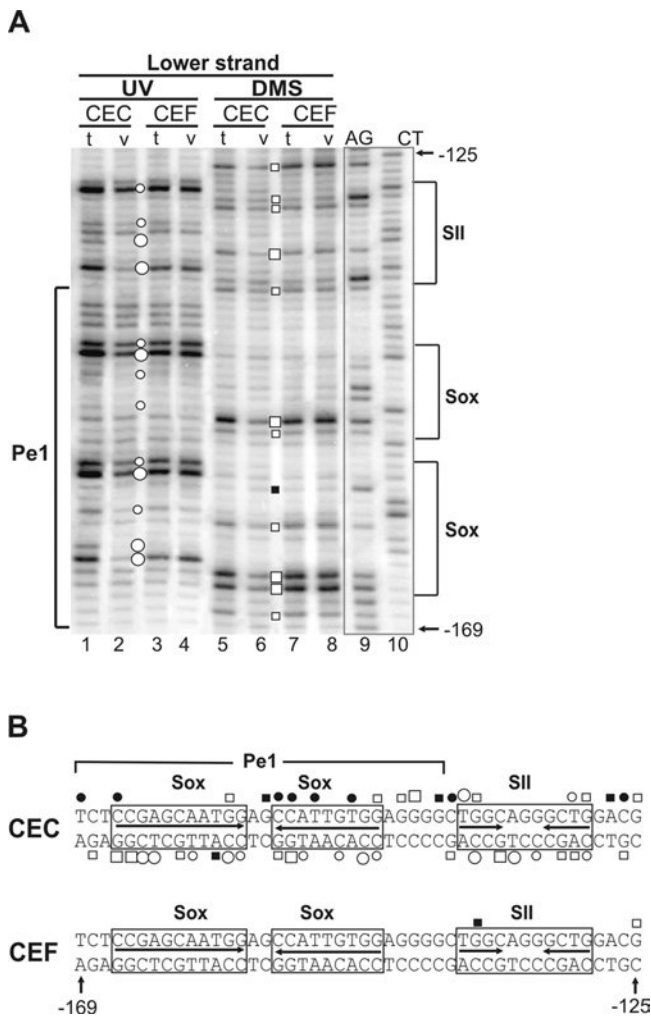 A
Lower strand
UV DMS
CEC CEF CEC CEF
t v t v t v t v AG CT
-125
SII
Sox
Pe1
Sox
-169
1 2 3 4 5 6 7 8 9 10
B
Pe1
Sox Sox SII
CEC
TCTCCGAGCAATGGAGCCATTGTGGAGGGGCTGGCAGGGCTGGACG
AGAGGCTCGTTACCTCGGTAACACCTCCCCGACCGTCCCGACCTGC
Sox Sox SII
CEF
TCTCCGAGCAATGGAGCCATTGTGGAGGGGCTGGCAGGGCTGGACG
AGAGGCTCGTTACCTCGGTAACACCTCCCCGACCGTCCCGACCTGC
-169 -125